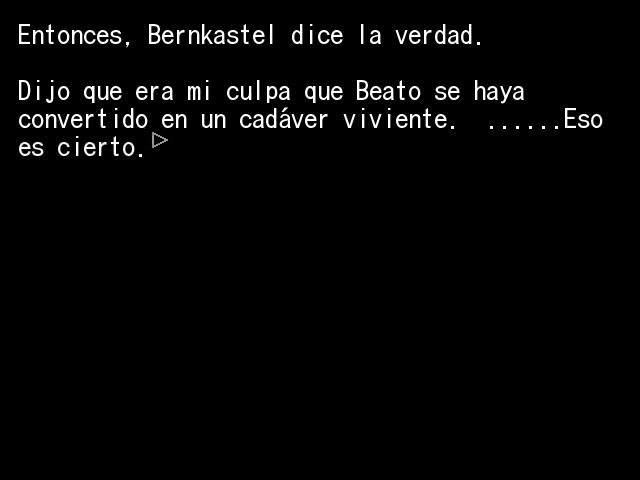 Entonces, Bernkastel dice la verdad.
Dijo que era mi culpa que Beato se haya
convertido en un cadáver viviente.  ......Eso
es cierto.